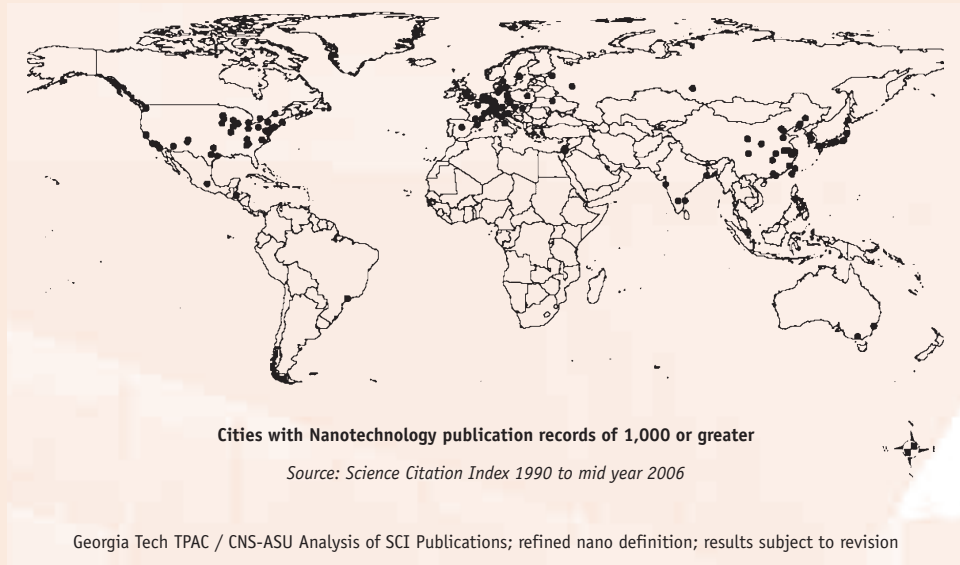 Cities with Nanotechnology publication records of 1,000 or greater
Source: Science Citation Index 1990 to mid year 2006
Georgia Tech TPAC / CNS-ASU Analysis of SCI Publications; refined nano definition; results subject to revision